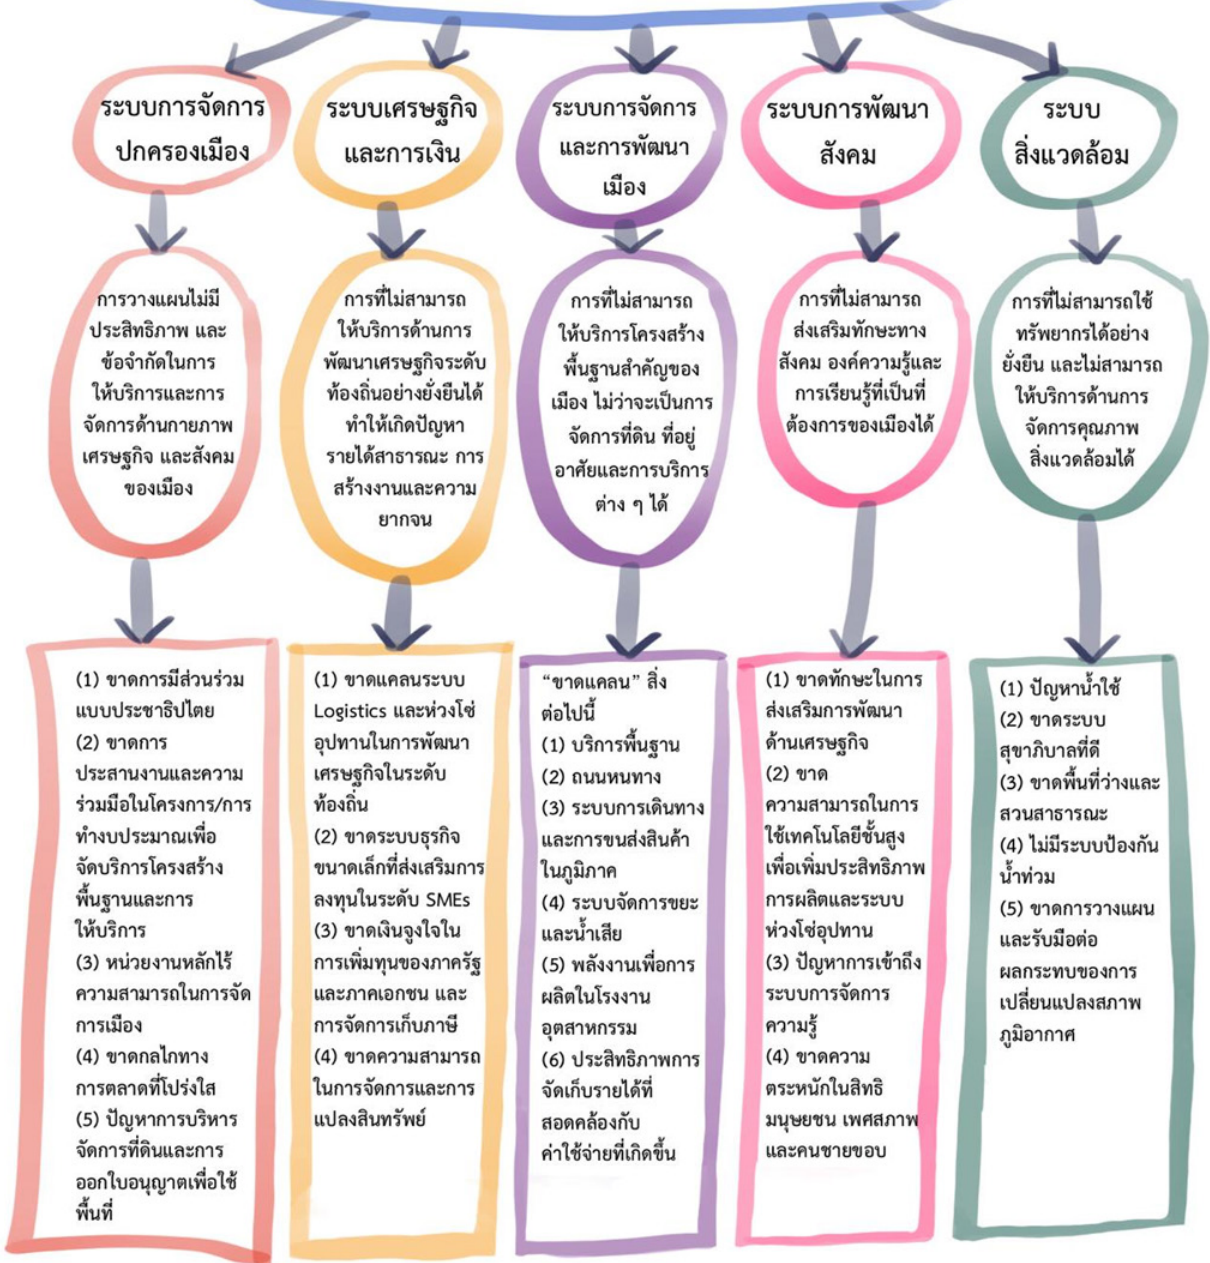 ระบบการจัดการ
ปกครองเมือง
ระบบเศรษฐกิจ
และการเงิน
ระบบการจัดการ
และการพัฒนา
เมือง
ระบบการพัฒนา
สังคม
ระบบ
สิ่งแวดล้อม
การวางแผนไม่มี
ประสิทธิภาพ และ
ข้อจำกัดในการ
ให้บริการและการ
จัดการด้านกายภาพ
เศรษฐกิจ และสังคม
ของเมือง
การที่ไม่สามารถ
ให้บริการด้านการ
พัฒนาเศรษฐกิจระดับ
ท้องถิ่นอย่างยั่งยืนได้
ทำให้เกิดปัญหา
รายได้สาธารณะ การ
สร้างงานและความ
ยากจน
การที่ไม่สามารถ
ให้บริการโครงสร้าง
พื้นฐานสำคัญของ
เมือง ไม่ว่าจะเป็นการ
จัดการที่ดิน ที่อยู่
อาศัยและการบริการ
ต่าง ๆ ได้
การที่ไม่สามารถ
ส่งเสริมทักษะทาง
สังคม องค์ความรู้และ
การเรียนรู้ที่เป็นที่
ต้องการของเมืองได้
การที่ไม่สามารถใช้
ทรัพยากรได้อย่าง
ยั่งยืน และไม่สามารถ
ให้บริการด้านการ
จัดการคุณภาพ
สิ่งแวดล้อมได้
(1) ขาดการมีส่วนร่วม
แบบประชาธิปไตย
(2) ขาดการ
ประสานงานและความ
ร่วมมือในโครงการ/การ
ทำงบประมาณเพื่อ
จัดบริการโครงสร้าง
พื้นฐานและการ
ให้บริการ
(3) หน่วยงานหลักไร้
ความสามารถในการจัด
การเมือง
(4) ขาดกลไกทาง
การตลาดที่โปร่งใส
(5) ปัญหาการบริหาร
จัดการที่ดินและการ
ออกใบอนุญาตเพื่อใช้
พื้นที่
(1) ขาดแคลนระบบ
Logistics และห่วงโซ่
อุปทานในการพัฒนา
เศรษฐกิจในระดับ
ท้องถิ่น
(2) ขาดระบบธุรกิจ
ขนาดเล็กที่ส่งเสริมการ
ลงทุนในระดับ SMEs
(3) ขาดเงินจูงใจใน
การเพิ่มทุนของภาครัฐ
และภาคเอกชน และ
การจัดการเก็บภาษี
(4) ขาดความสามารถ
ในการจัดการและการ
แปลงสินทรัพย์
“ขาดแคลน” สิ่ง
ต่อไปนี้
(1) บริการพื้นฐาน
(2) ถนนหนทาง
(3) ระบบการเดินทาง
และการขนส่งสินค้า
ในภูมิภาค
(4) ระบบจัดการขยะ
และน้ำเสีย
(5) พลังงานเพื่อการ
ผลิตในโรงงาน
อุตสาหกรรม
(6) ประสิทธิภาพการ
จัดเก็บรายได้ที่
สอดคล้องกับ
ค่าใช้จ่ายที่เกิดขึ้น
(1) ขาดทักษะในการ
ส่งเสริมการพัฒนา
ด้านเศรษฐกิจ
(2) ขาด
ความสามารถในการ
ใช้เทคโนโลยีชั้นสูง
เพื่อเพิ่มประสิทธิภาพ
การผลิตและระบบ
ห่วงโซ่อุปทาน
(3) ปัญหาการเข้าถึง
ระบบการจัดการ
ความรู้
(4) ขาดความ
ตระหนักในสิทธิ
มนุษยชน เพศสภาพ
และคนชายขอบ
(1) ปัญหาน้ำใช้
(2) ขาดระบบ
สุขาภิบาลที่ดี
(3) ขาดพื้นที่ว่างและ
สวนสาธารณะ
(4) ไม่มีระบบป้องกัน
น้ำท่วม
(5) ขาดการวางแผน
และรับมือต่อ
ผลกระทบของการ
เปลี่ยนแปลงสภาพ
ภูมิอากาศ